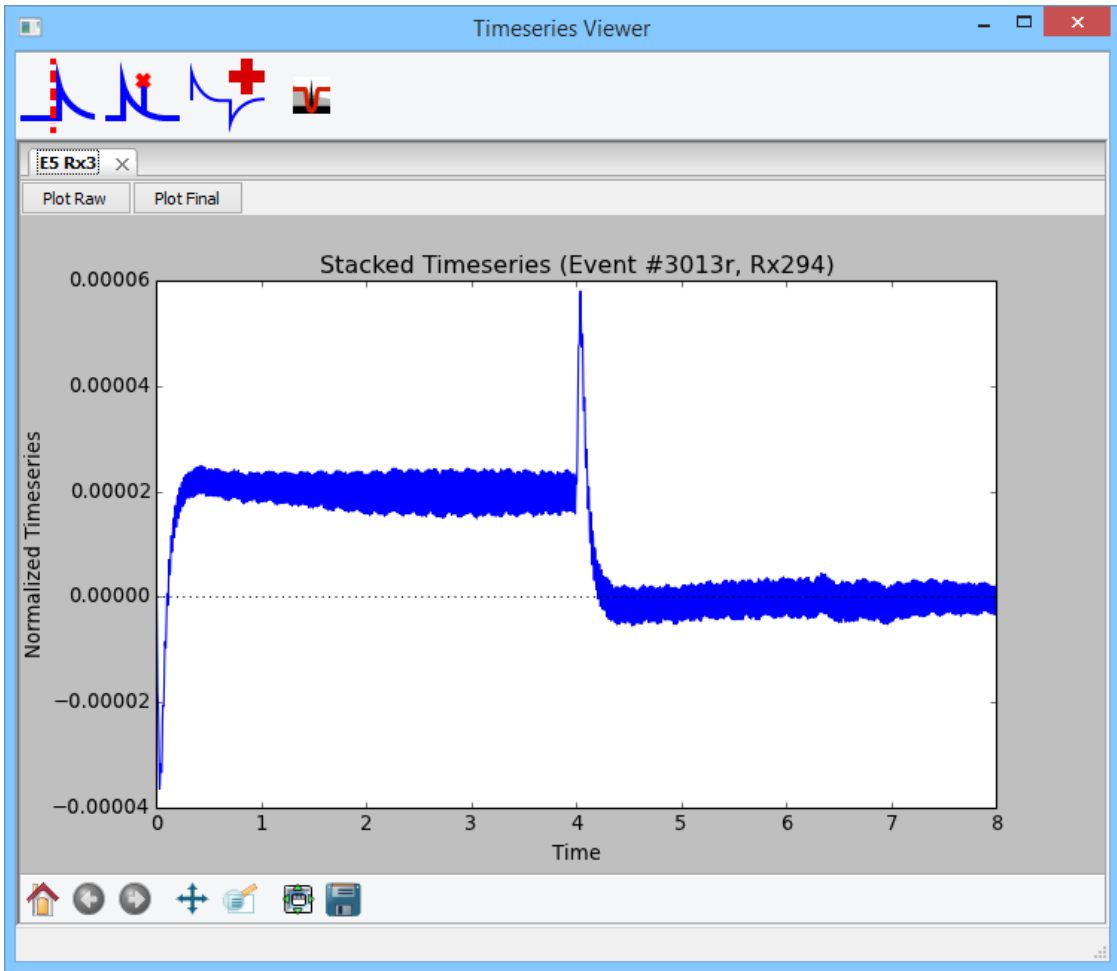 Timeseries Viewer
E5 Rx3
Plot Raw Plot Final
Stacked Timeseries (Event #3013r, Rx294)
0.00006
0.00004
0.00002
0.00000
−0.00002
−0.00004
Normalized Timeseries
0 1 2 3 4 5 6 7 8
Time